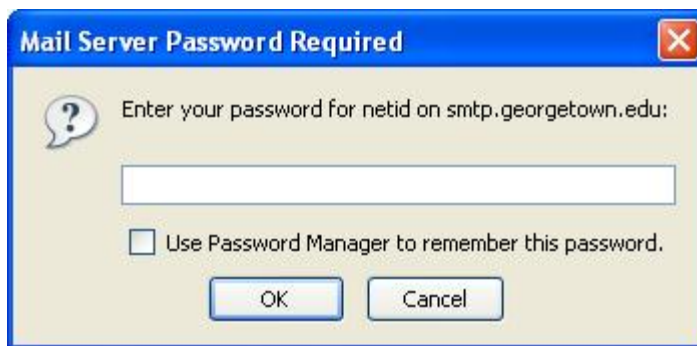 Mail Server Password Required
Enter your password for netid on smtp.georgetown.edu:
Use Password Manager to remember this password.
OK Cancel